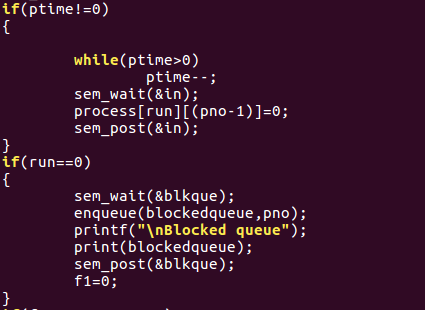 if(ptime!=0)
{
while(ptime>0)
ptime--;
sem_wait(&in);
process[run][(pno-1)]=0;
sem_post(&in);
}
if(run==0)
{
sem_wait(&blkque);
enqueue(blockedqueue,pno);
printf("\nBlocked queue");
print(blockedqueue);
sem_post(&blkque);
f1=0;
}